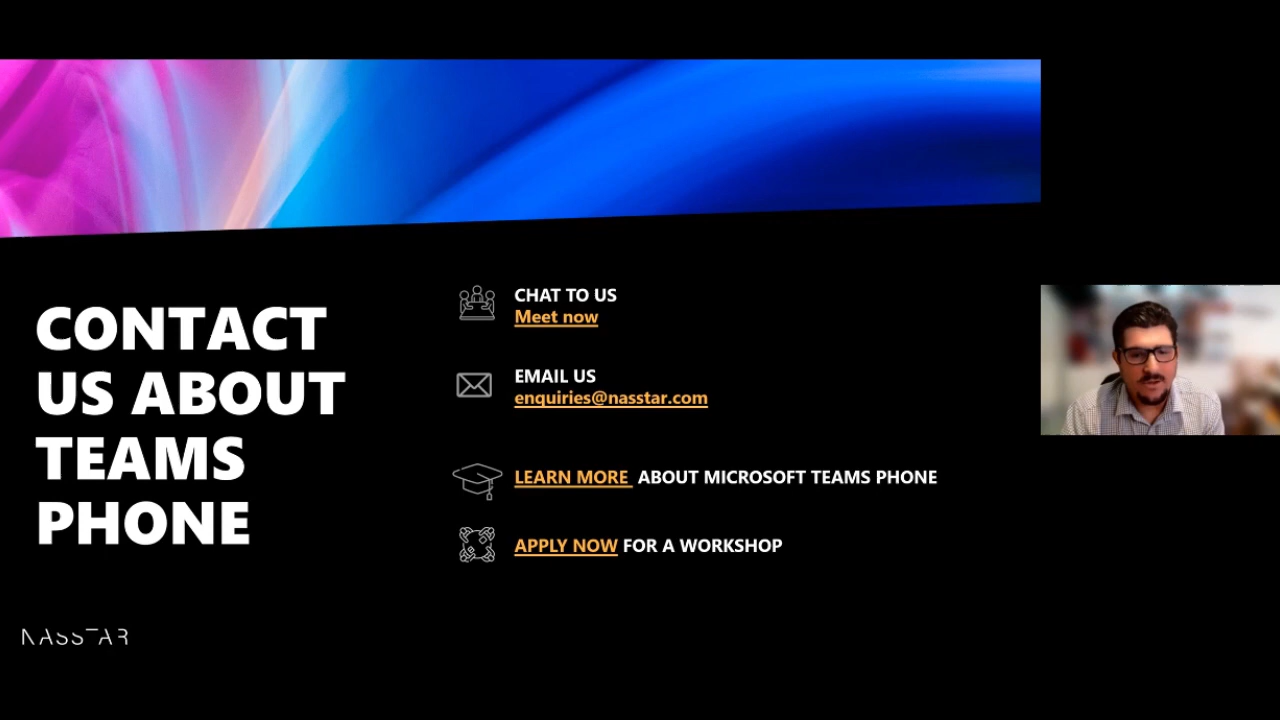 CONTACT
US ABOUT
TEAMS
PHONE
CHAT TO US
Meet now
EMAIL US
enquiries@nasstar.com
LEARN MORE ABOUT MICROSOFT TEAMS PHONE
APPLY NOW FOR A WORKSHOP
NASSTAR